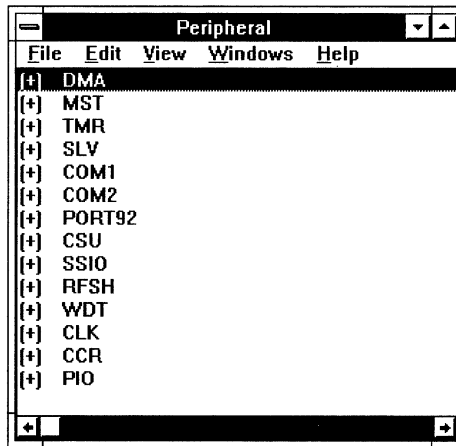 Peripheral
File Edit View Windows Help
[+] DMA
[+] MST
[+] TMR
[+] SLV
[+] COM1
[+] COM2
[+] PORT92
[+] CSU
[+] SSIO
[+] RFSH
[+] WDT
[+] CLK
[+] CCR
[+] PIO